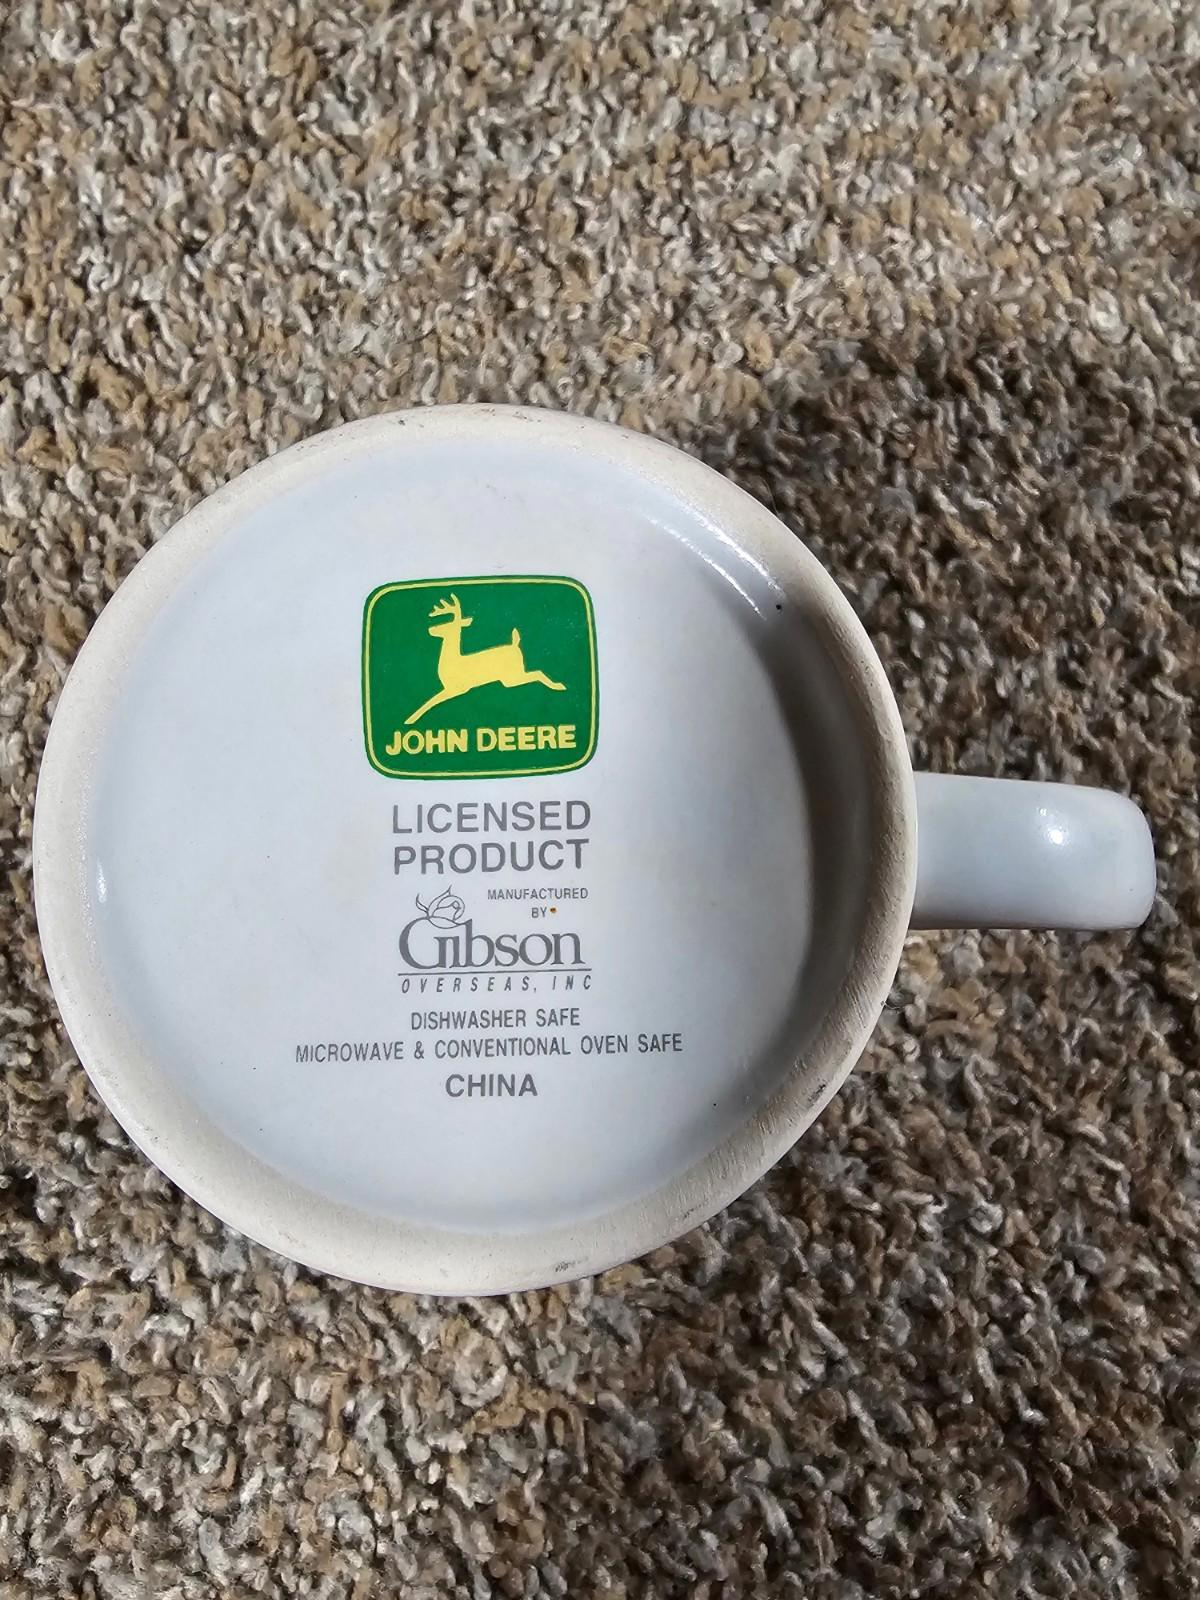 JOHN DEERE
LICENSED
PRODUCT
MANUFACTURED
BY
Gibson
OVERSEAS, INC
DISHWASHER SAFE
MICROWAVE & CONVENTIONAL OVEN SAFE
CHINA